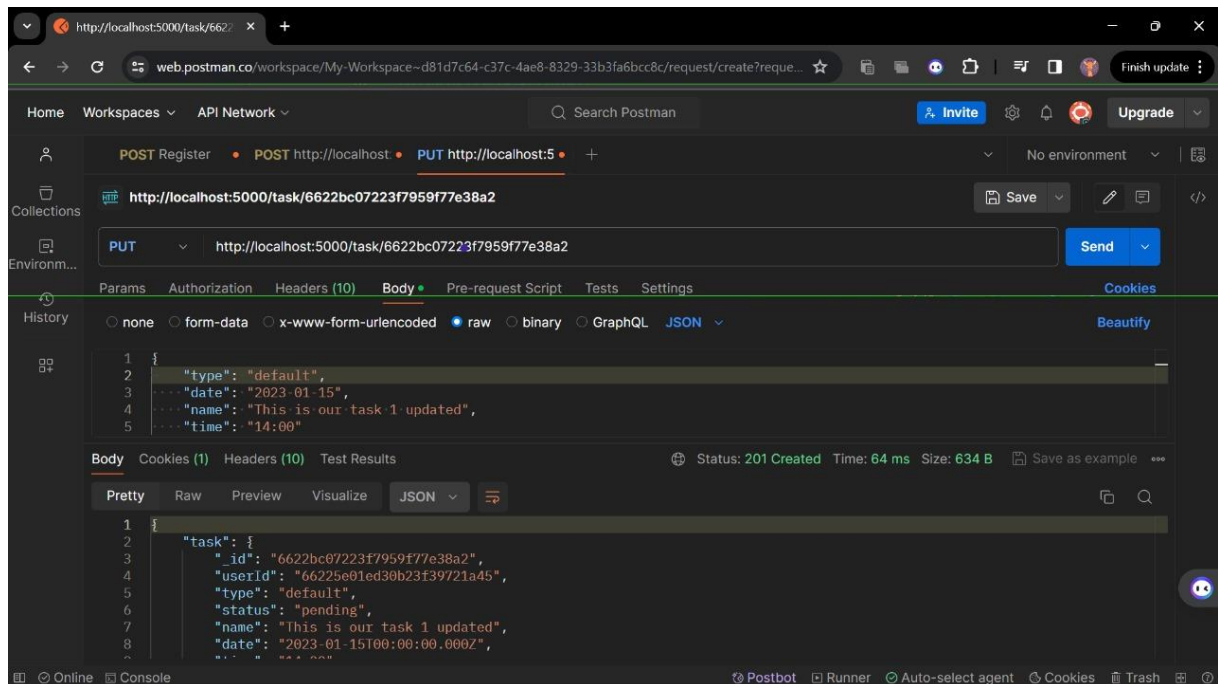 http://localhost:5000/task/6622
Finish update
web.postman.co/workspace/My-Workspace~d81d7c64-c37c-4ae8-8329-33b3fa6bcc8c/request/create?reque...
Home Workspaces API Network Search Postman Invite Upgrade
POST Register POST http://localhost: PUT http://localhost:5 No environment
HTTP http://localhost:5000/task/6622bc07223f7959f77e38a2 Save
Collections
PUT http://localhost:5000/task/6622bc07223f7959f77e38a2 Send
Environm...
Params Authorization Headers (10) Body Pre-request Script Tests Settings Cookies
History
none form-data x-www-form-urlencoded raw binary GraphQL JSON Beautify
1 {
2 "type": "default",
3 "date": "2023-01-15",
4 "name": "This is our task 1 updated",
5 "time": "14:00"
Body Cookies (1) Headers (10) Test Results Status: 201 Created Time: 64 ms Size: 634 B Save as example
Pretty Raw Preview Visualize JSON
1 {
2 "task": {
3 "_id": "6622bc07223f7959f77e38a2",
4 "userId": "66225e01ed30b23f39721a45",
5 "type": "default",
6 "status": "pending",
7 "name": "This is our task 1 updated",
8 "date": "2023-01-15T00:00:00.000Z",
Online Console Postbot Runner Auto-select agent Cookies Trash